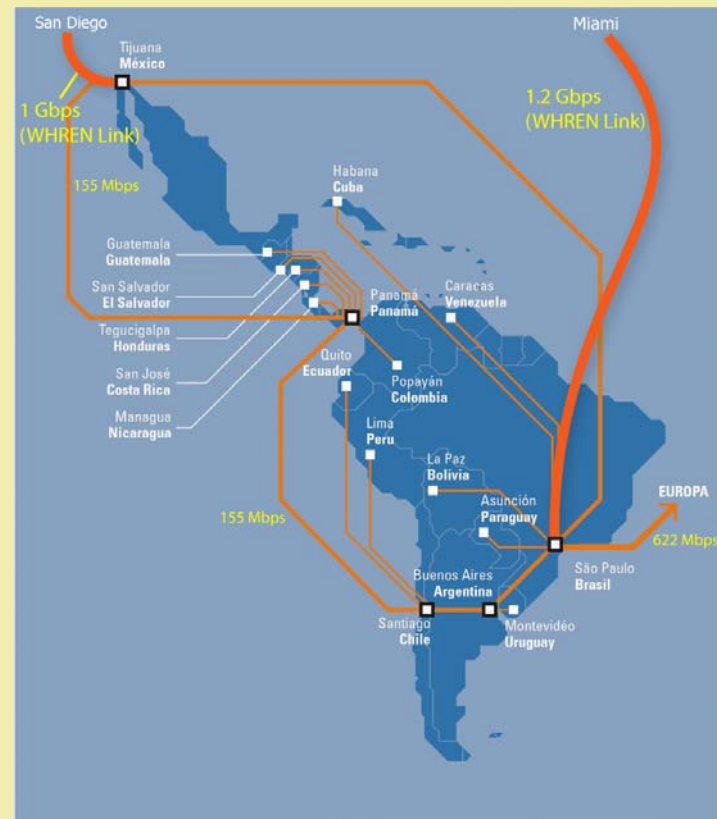 San Diego
Miami
Tijuana
México
1 Gbps
(WHREN Link)
1.2 Gbps
(WHREN Link)
155 Mbps
Habana
Cuba
Guatemala
Guatemala
San Salvador
El Salvador
Tegucigalpa
Honduras
San José
Costa Rica
Managua
Nicaragua
Panamá
Panamá
Caracas
Venezuela
Quito
Ecuador
Popayán
Colombia
Lima
Peru
La Paz
Bolivia
Asunción
Paraguay
EUROPA
155 Mbps
622 Mbps
São Paulo
Brasil
Buenos Aires
Argentina
Santiago
Chile
Montevidéo
Uruguay